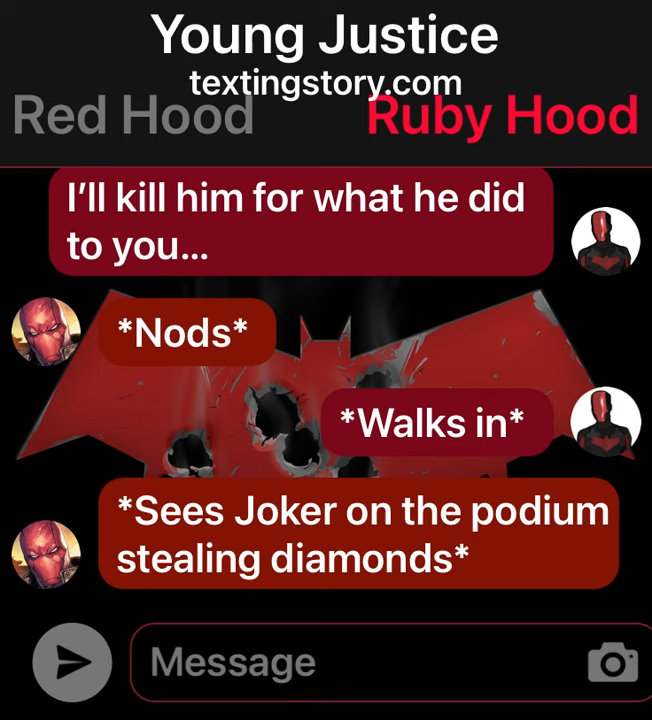 Young Justice
textingstory.com
Red Hood
Ruby Hood
I’ll kill him for what he did
to you...
*Nods*
*Walks in*
*Sees Joker on the podium
stealing diamonds*
Message